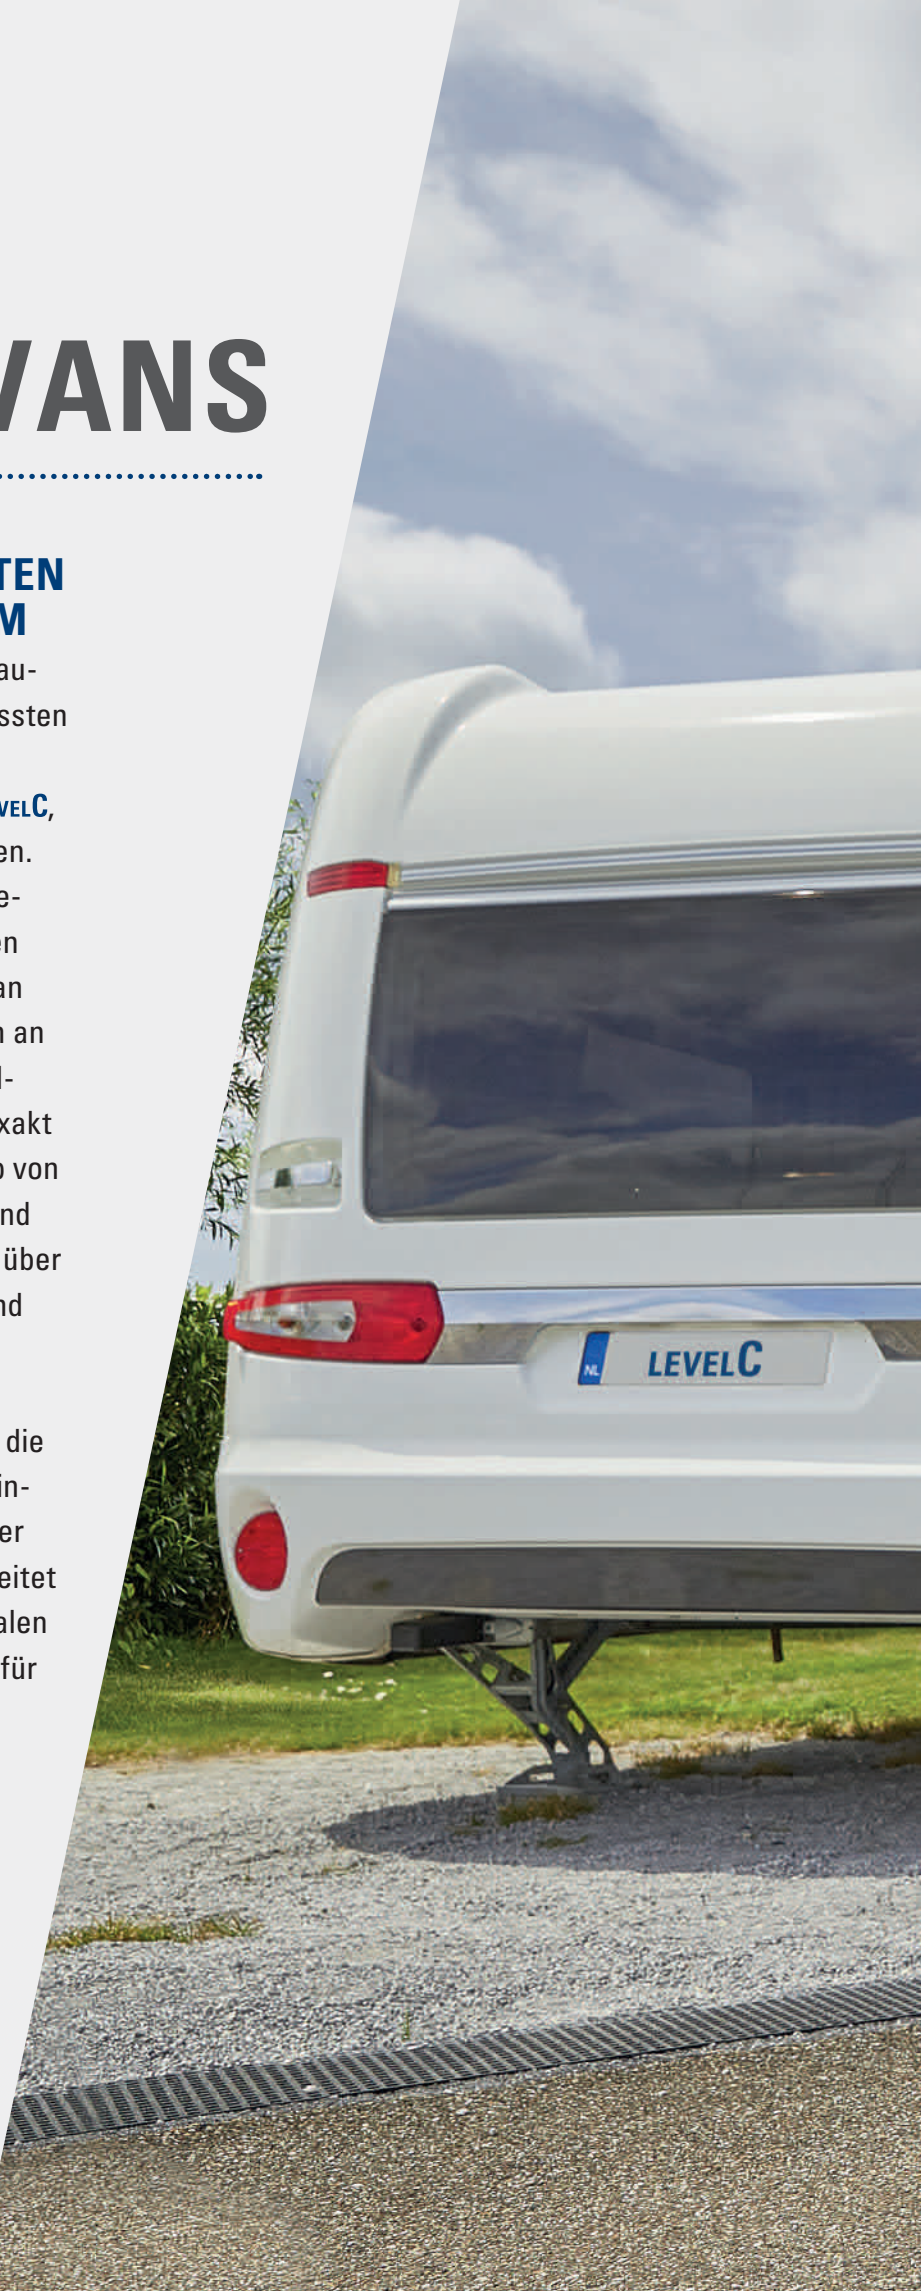 VANS
TEN
M
au-
ssten
VELC,
en.
e-
en
an
n an
l-
xakt
von
nd
über
nd
die
in-
er
eitet
alen
für
NL
LEVELC